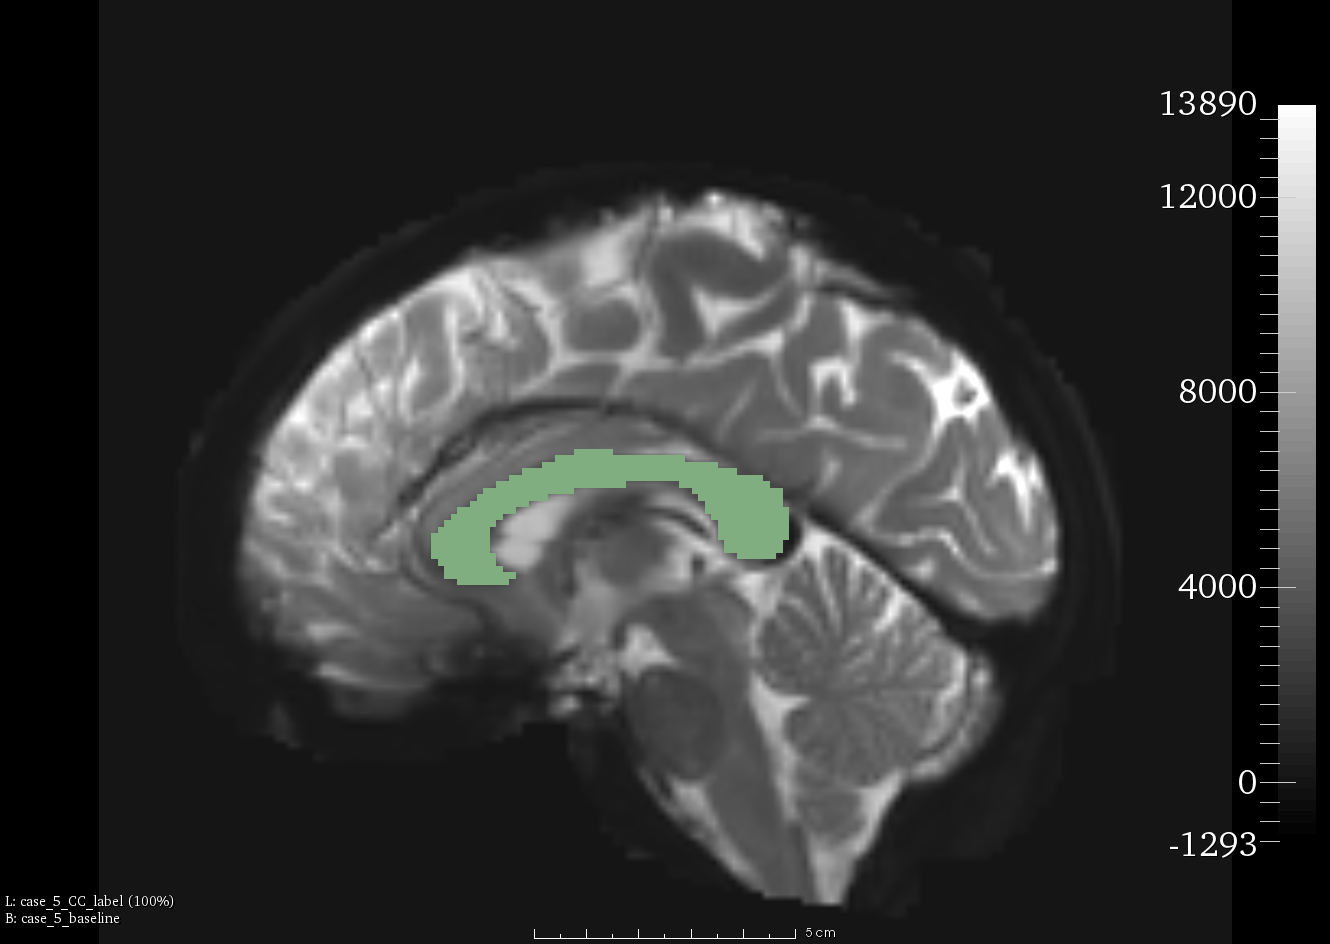 13890
12000
8000
4000
0
-1293
L: case_5_CC_label (100%)
B: case_5_baseline
5 cm